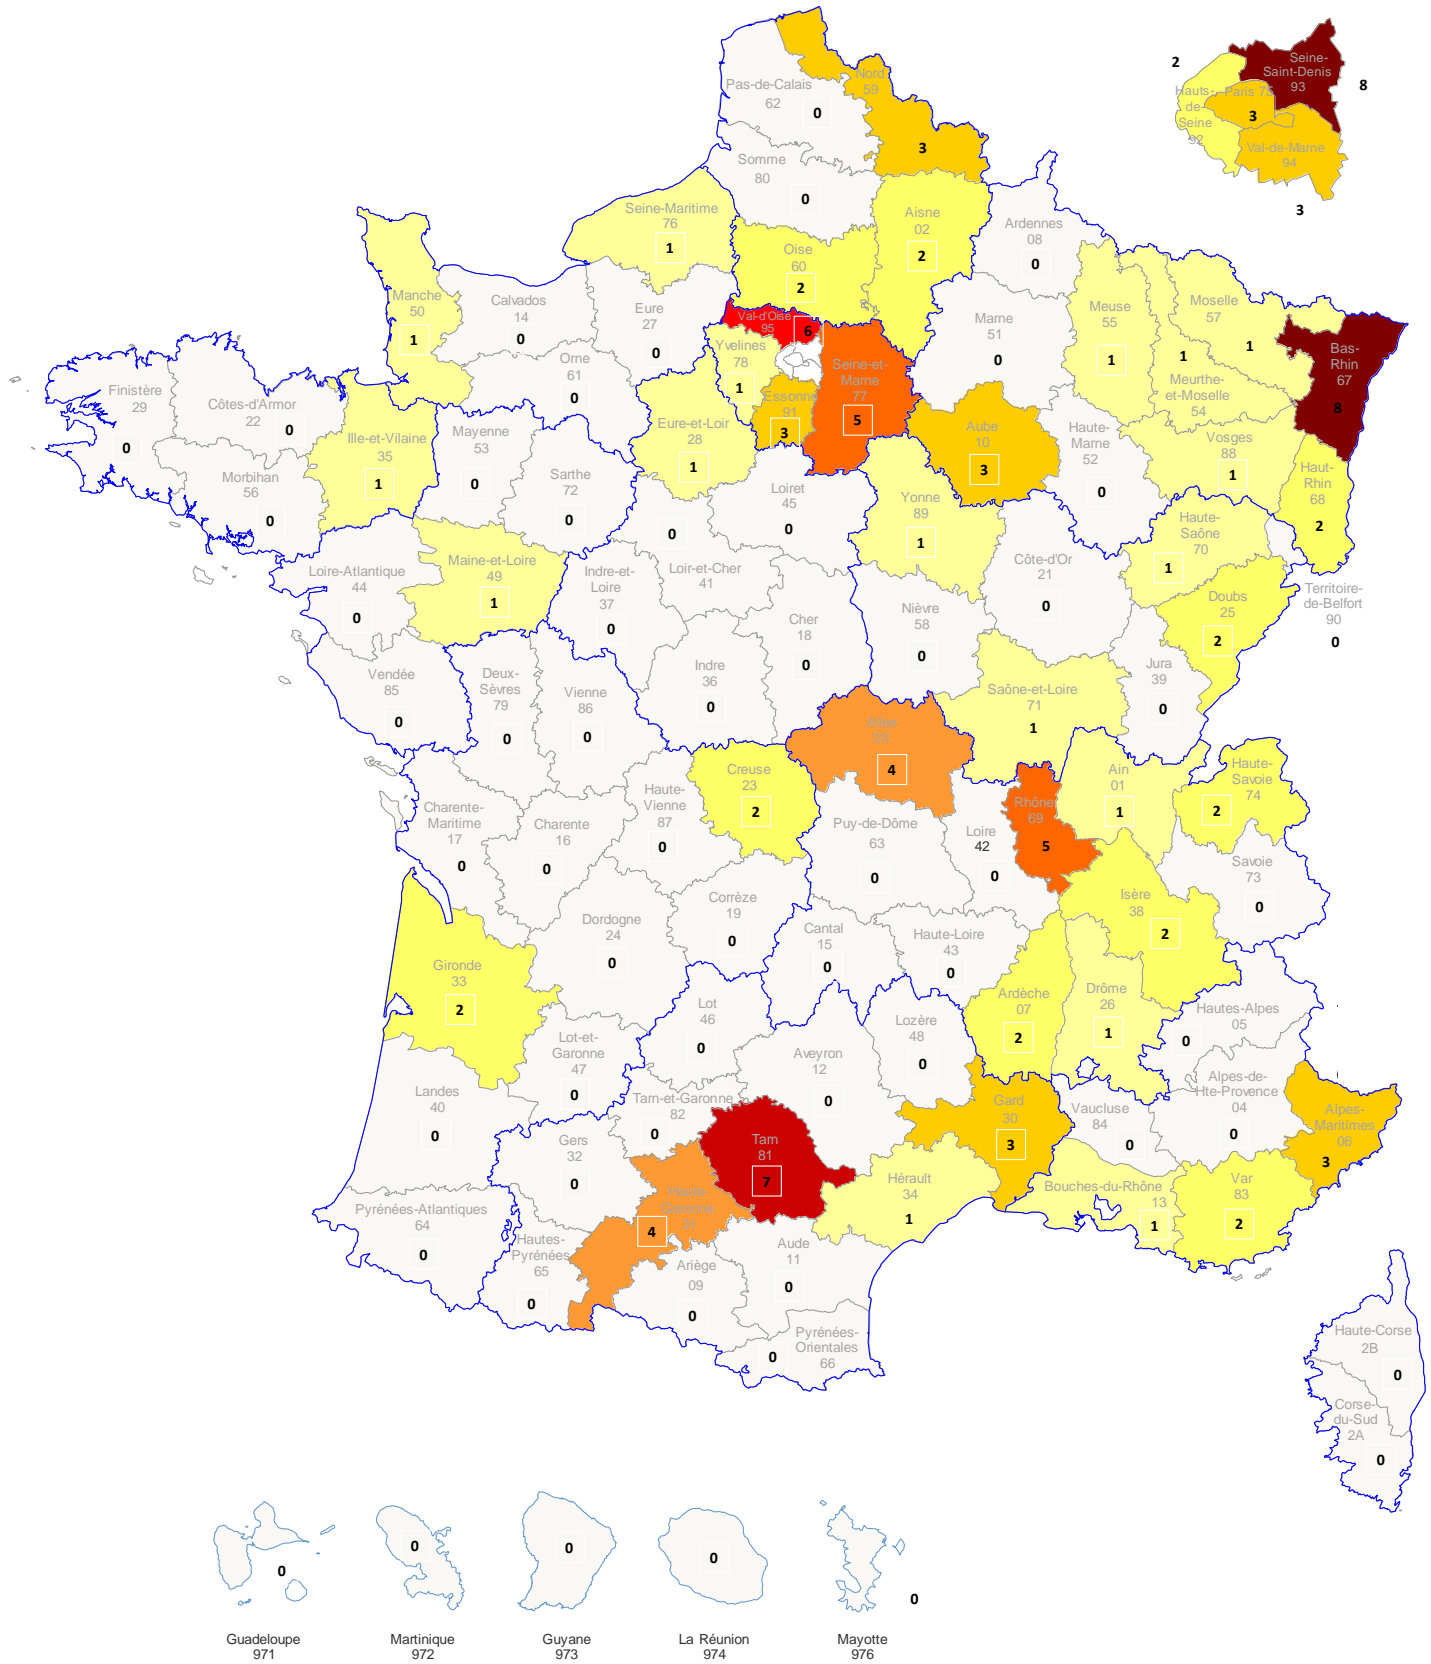 Nord
59
3
Pas-de-Calais
62
0
Somme
80
0
2
Seine-
Saint-Denis
93
8
Hauts-
de-
Seine
92
Paris 75
3
Val-de-Marne
94
3
Seine-Maritime
76
1
Oise
60
2
Aisne
02
2
Ardennes
08
0
Manche
50
1
Calvados
14
0
Eure
27
0
Val-d'Oise
95
6
Marne
51
0
Meuse
55
1
Moselle
57
1
1
Meurthe-
et-Moselle
54
Bas-
Rhin
67
8
Yvelines
78
1
Seine-et-
Marne
77
5
Essonne
91
3
Orne
61
0
Finistère
29
0
Côtes-d'Armor
22
0
Morbihan
56
0
Ille-et-Vilaine
35
1
Mayenne
53
0
Sarthe
72
0
Eure-et-Loir
28
1
Loiret
45
0
Aube
10
3
Haute-
Marne
52
0
Vosges
88
1
Haut-
Rhin
68
2
Yonne
89
1
Haute-
Saône
70
1
Territoire-
de-Belfort
90
0
Loire-Atlantique
44
0
Maine-et-Loire
49
1
Indre-et-
Loire
37
0
0
Loir-et-Cher
41
Cher
18
0
Nièvre
58
0
Côte-d'Or
21
0
Doubs
25
2
Jura
39
0
Vendée
85
0
Deux-
Sèvres
79
0
Vienne
86
0
Indre
36
0
Saône-et-Loire
71
1
Allier
03
4
Creuse
23
2
Haute-
Vienne
87
0
Charente-
Maritime
17
0
Charente
16
0
Puy-de-Dôme
63
0
Loire
42
0
Rhône
69
5
Ain
01
1
Haute-
Savoie
74
2
Savoie
73
0
Isère
38
2
Corrèze
19
0
Dordogne
24
0
Cantal
15
0
Haute-Loire
43
0
Gironde
33
2
Ardèche
07
2
Drôme
26
1
Hautes-Alpes
05
0
Lot
46
0
Lot-et-
Garonne
47
0
Aveyron
12
0
Lozère
48
0
Landes
40
0
Tarn-et-Garonne
82
0
Gers
32
0
Tarn
81
7
Gard
30
3
Vaucluse
84
0
Alpes-de-
Hte-Provence
04
0
Alpes-
Maritimes
06
3
Haute-
Garonne
31
4
Hérault
34
1
Bouches-du-Rhône
13
1
Var
83
2
Pyrénées-Atlantiques
64
0
Hautes-
Pyrénées
65
0
Ariège
09
0
Aude
11
0
Pyrénées-
Orientales
66
0
Haute-Corse
2B
0
Corse-
du-Sud
2A
0
0
0
0
0
0
Guadeloupe
971
Martinique
972
Guyane
973
La Réunion
974
Mayotte
976